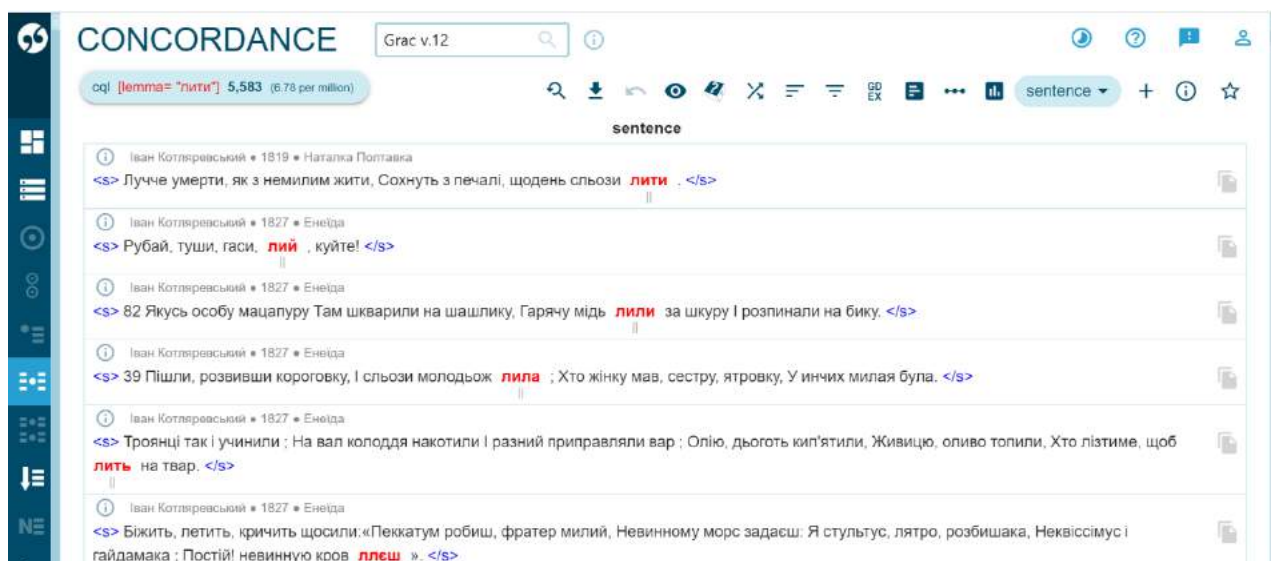 CONCORDANCE
Grac v.12
cql [lemma= "лити"] 5,583 (6.78 per million)
GD
EX
sentence
sentence
Іван Котляревський ● 1819 ● Наталка Полтавка
<s> Лучче умерти, як з немилим жити, Сохнуть з печалі, щодень сльози лити . </s>
Іван Котляревський ● 1827 ● Енеїда
<s> Рубай, туши, гаси, лий , куйте! </s>
Іван Котляревський ● 1827 ● Енеїда
<s> 82 Якусь особу мацапуру Там шкварили на шашлику, Гарячу мідь лили за шкуру І розпинали на бику. </s>
Іван Котляревський ● 1827 ● Енеїда
<s> 39 Пішли, розвивши короговку, І сльози молодьож лила ; Хто жінку мав, сестру, ятровку, У инчих милая була. </s>
Іван Котляревський ● 1827 ● Енеїда
<s> Троянці так і учинили ; На вал колоддя накотили І разний приправляли вар ; Олію, дьоготь кип'ятили, Живицю, оливо топили, Хто лізтиме, щоб
лить на твар. </s>
Іван Котляревський ● 1827 ● Енеїда
<s> Біжить, летить, кричить щосили:«Пеккатум робиш, фратер милий, Невинному морс задаєш: Я стультус, лятро, розбишака, Неквіссімус і
гайдамака ; Постій! невинную кров ллєш ». </s>